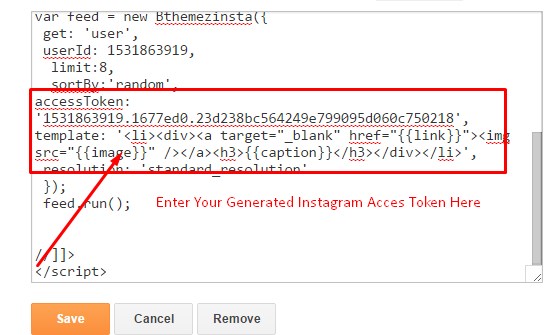 var feed = new Bthemezinsta({
get: 'user',
userId: 1531863919,
limit:8,
sortBy:'random',
accessToken:
'1531863919.1677ed0.23d238bc564249e799095d060c750218',
template: '<li><div><a target="_blank" href="{{link}}"><img
src="{{image}}" /></a><h3>{{caption}}</h3></div></li>',
resolution: 'standard_resolution'
});
feed.run();
Enter Your Generated Instagram Acces Token Here
//]]>
</script>
Save Cancel Remove